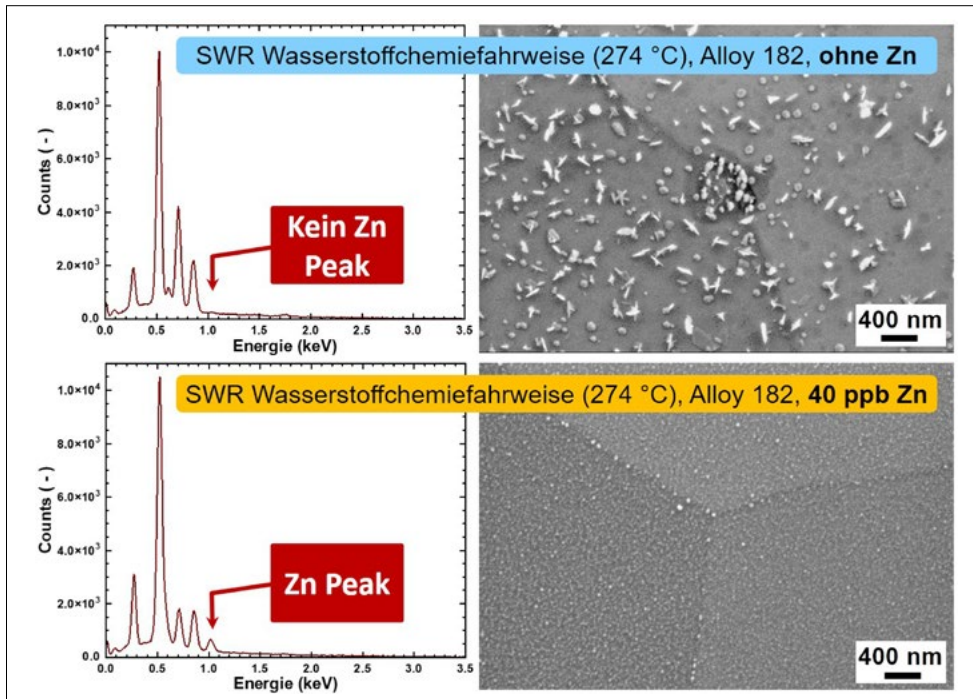 SWR Wasserstoffchemiefahrweise (274 °C), Alloy 182, ohne Zn
Counts ( - )
1.0×10⁴
8.0×10³
6.0×10³
4.0×10³
2.0×10³
0.0
Kein Zn
Peak
0.0 0.5 1.0 1.5 2.0 2.5 3.0 3.5
Energie (keV)
400 nm
SWR Wasserstoffchemiefahrweise (274 °C), Alloy 182, 40 ppb Zn
Counts ( - )
1.0×10⁴
8.0×10³
6.0×10³
4.0×10³
2.0×10³
0.0
Zn Peak
0.0 0.5 1.0 1.5 2.0 2.5 3.0 3.5
Energie (keV)
400 nm